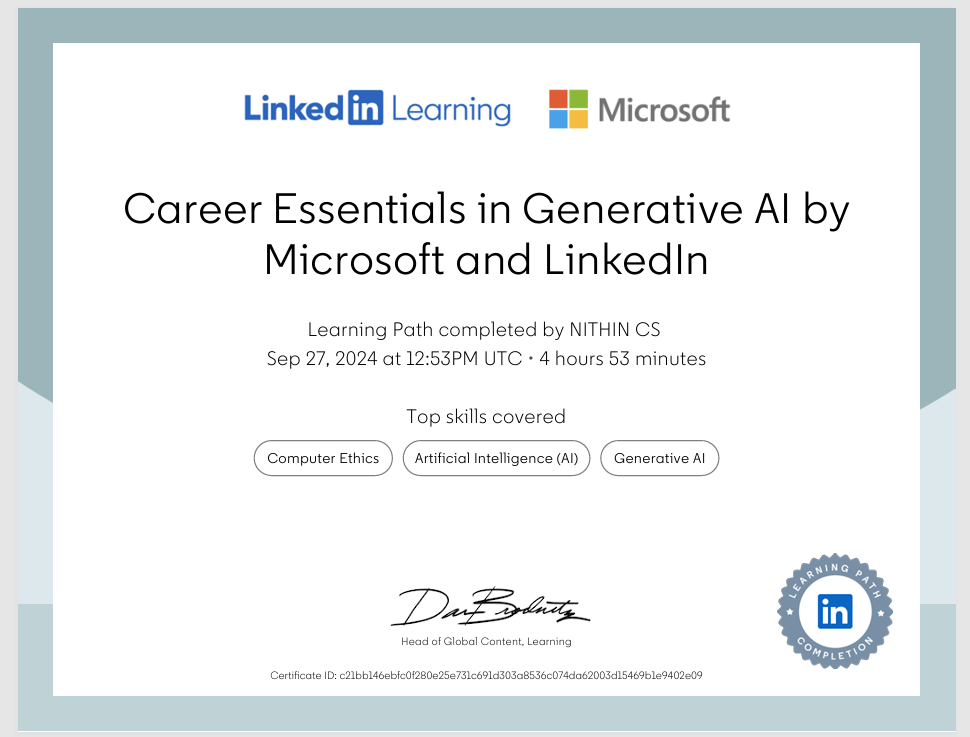 Linked in Learning Microsoft
Career Essentials in Generative AI by
Microsoft and LinkedIn
Learning Path completed by NITHIN CS
Sep 27, 2024 at 12:53PM UTC • 4 hours 53 minutes
Top skills covered
Computer Ethics Artificial Intelligence (AI) Generative AI
Head of Global Content, Learning
LEARNING PATH
in
COMPLETION
Certificate ID: c21bb146ebfc0f280e25e731c691d303a8536c074da62003d15469b1e9402e09